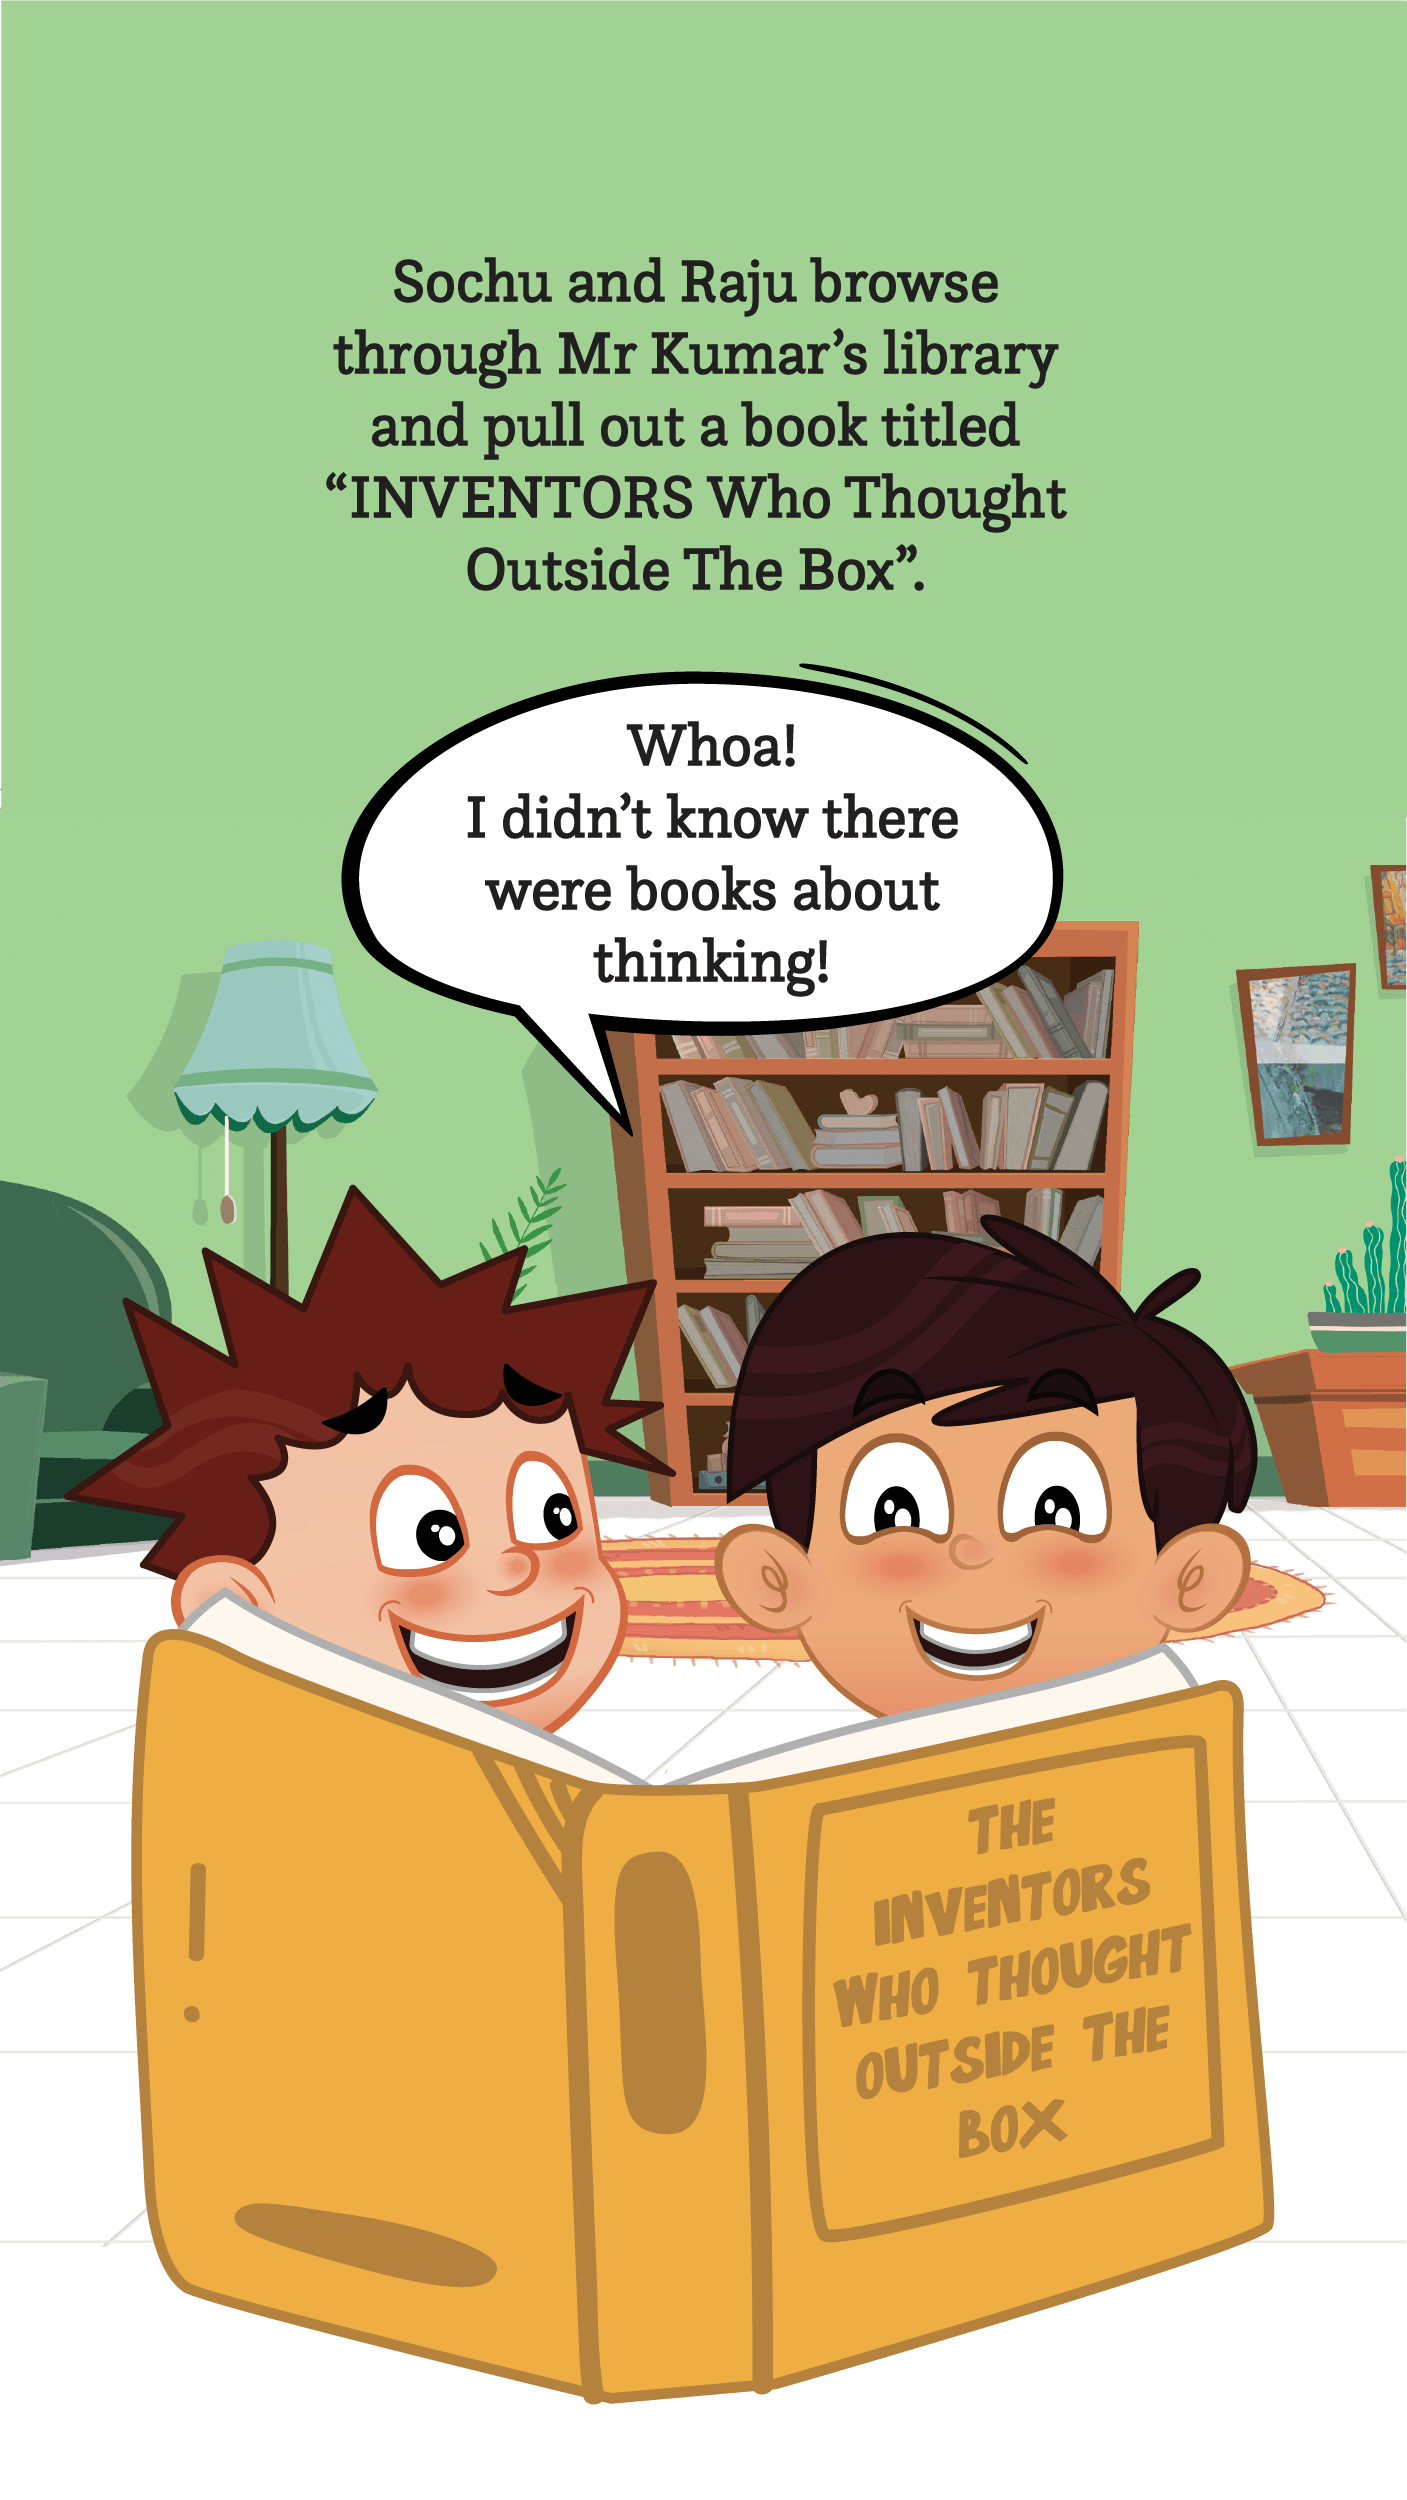 Sochu and Raju browse
through Mr Kumar’s library
and pull out a book titled
“INVENTORS Who Thought
Outside The Box”.
Whoa!
I didn’t know there
were books about
thinking!
THE
INVENTORS
WHO THOUGHT
OUTSIDE THE
BOX